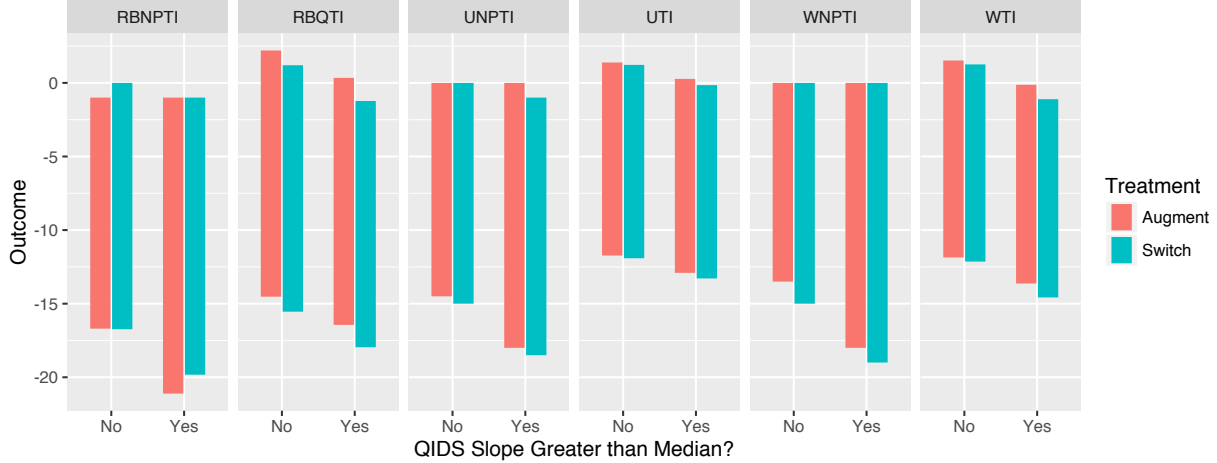 RBNPTI RBQTI UNPTI UTI WNPTI WTI
0
-5
-10
-15
-20
Outcome
No Yes No Yes No Yes No Yes No Yes No Yes
QIDS Slope Greater than Median?
Treatment
Augment
Switch